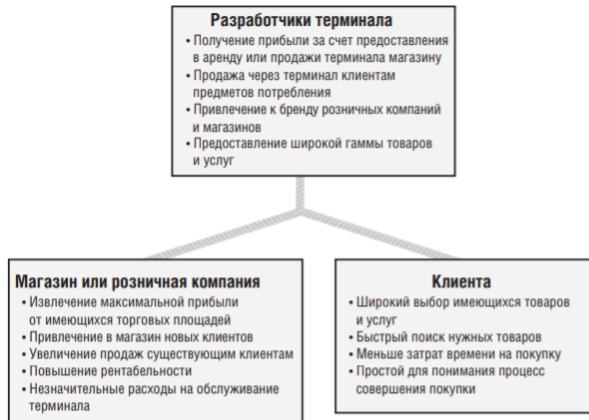 Разработчики терминала
• Получение прибыли за счет предоставления
в аренду или продажи терминала магазину
• Продажа через терминал клиентам
предметов потребления
• Привлечение к бренду розничных компаний
и магазинов
• Предоставление широкой гаммы товаров
и услуг
Магазин или розничная компания
• Извлечение максимальной прибыли
от имеющихся торговых площадей
• Привлечение в магазин новых клиентов
• Увеличение продаж существующим клиентам
• Повышение рентабельности
• Незначительные расходы на обслуживание
терминала
Клиента
• Широкий выбор имеющихся товаров
и услуг
• Быстрый поиск нужных товаров
• Меньше затрат времени на покупку
• Простой для понимания процесс
совершения покупки